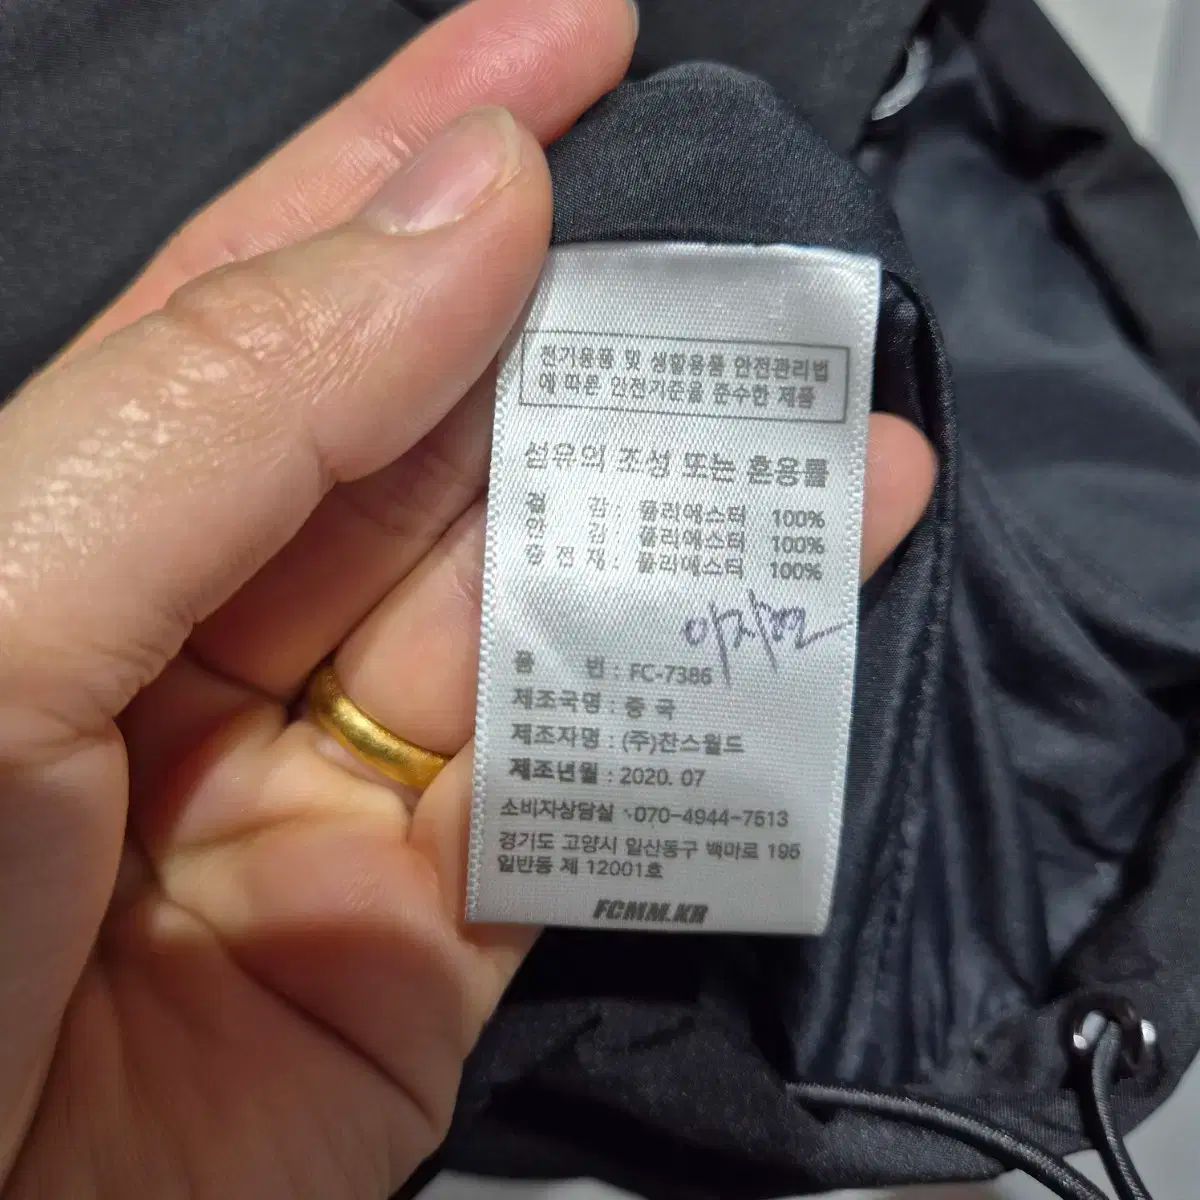 전기용품 및 생활용품 안전관리법
에 따른 안전기준을 준수한 제품
섬유의 조성 또는 혼용률
겉 감 : 폴리에스터 100%
안 감 : 폴리에스터 100%
충전재 : 폴리에스터 100%
품 번 : FC-7386
제조국명 : 중 국
제조자명 : (주)찬스월드
제조년월 : 2020. 07
소비자상담실 070-4944-7513
경기도 고양시 일산동구 백마로 195
일반동 제 12001호
FCMM.KR